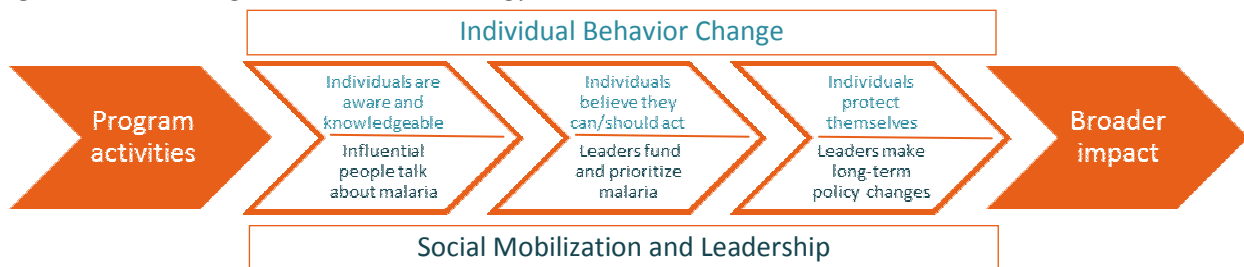 Individual Behavior Change
Program
activities
Individuals are
aware and
knowledgeable
Influential
people talk
about malaria
Individuals
believe they
can/should act
Leaders fund
and prioritize
malaria
Individuals
protect
themselves
Leaders make
long-term
policy changes
Broader
impact
Social Mobilization and Leadership